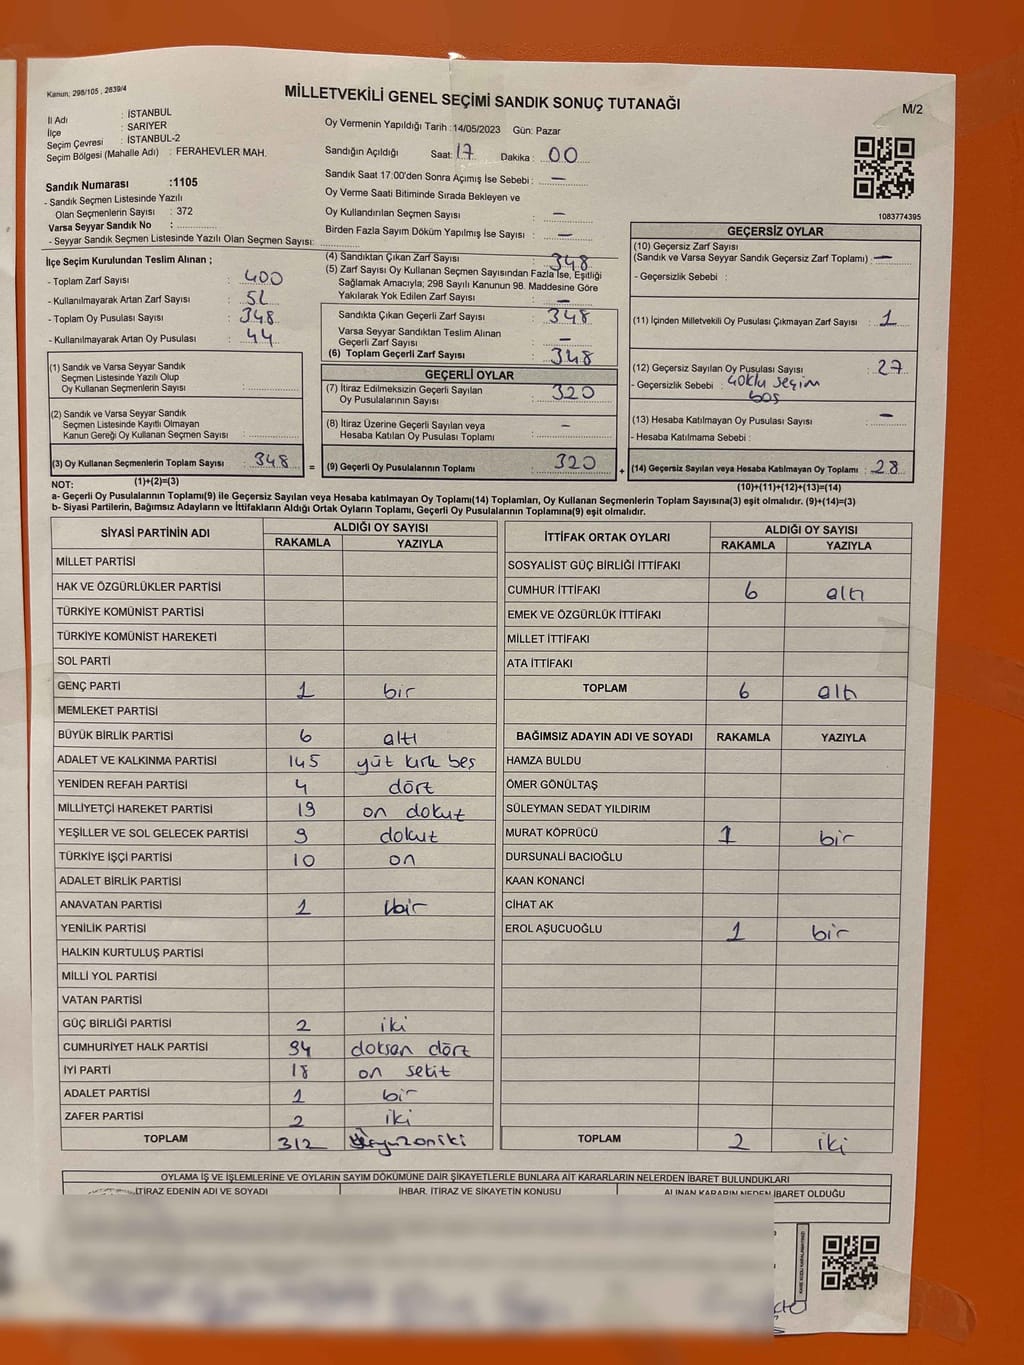 Kanun; 298/105 , 2839/4
MİLLETVEKİLİ GENEL SEÇİMİ SANDIK SONUÇ TUTANAĞI
M/2
İl Adı : İSTANBUL
İlçe : SARIYER
Seçim Çevresi : İSTANBUL-2
Seçim Bölgesi (Mahalle Adı) : FERAHEVLER MAH.
Oy Vermenin Yapıldığı Tarih : 14/05/2023 Gün: Pazar
Sandığın Açıldığı Saat: 17 Dakika : 00
Sandık Saat 17:00'den Sonra Açımış İse Sebebi : —
Oy Verme Saati Bitiminde Sırada Bekleyen ve
Oy Kullandırılan Seçmen Sayısı : —
Birden Fazla Sayım Döküm Yapılmış İse Sayısı : —
Sandık Numarası :1105
- Sandık Seçmen Listesinde Yazılı
Olan Seçmenlerin Sayısı : 372
Varsa Seyyar Sandık No :
- Seyyar Sandık Seçmen Listesinde Yazılı Olan Seçmen Sayısı:
1083774395
İlçe Seçim Kurulundan Teslim Alınan ;
- Toplam Zarf Sayısı : 400
- Kullanılmayarak Artan Zarf Sayısı : 52
- Toplam Oy Pusulası Sayısı : 348
- Kullanılmayarak Artan Oy Pusulası : 44
(1) Sandık ve Varsa Seyyar Sandık
Seçmen Listesinde Yazılı Olup
Oy Kullanan Seçmenlerin Sayısı :
(2) Sandık ve Varsa Seyyar Sandık
Seçmen Listesinde Kayıtlı Olmayan
Kanun Gereği Oy Kullanan Seçmen Sayısı :
(3) Oy Kullanan Seçmenlerin Toplam Sayısı : 348
(1)+(2)=(3)
(4) Sandıktan Çıkan Zarf Sayısı : 348
(5) Zarf Sayısı Oy Kullanan Seçmen Sayısından Fazla İse, Eşitliği
Sağlamak Amacıyla; 298 Sayılı Kanunun 98. Maddesine Göre
Yakılarak Yok Edilen Zarf Sayısı : —
Sandıkta Çıkan Geçerli Zarf Sayısı : 348
Varsa Seyyar Sandıktan Teslim Alınan
Geçerli Zarf Sayısı : —
(6) Toplam Geçerli Zarf Sayısı : 348
GEÇERLİ OYLAR
(7) İtiraz Edilmeksizin Geçerli Sayılan
Oy Pusulalarının Sayısı : 320
(8) İtiraz Üzerine Geçerli Sayılan veya
Hesaba Katılan Oy Pusulası Toplamı : –
= (9) Geçerli Oy Pusulalarının Toplamı : 320
GEÇERSİZ OYLAR
(10) Geçersiz Zarf Sayısı
(Sandık ve Varsa Seyyar Sandık Geçersiz Zarf Toplamı) : —
- Geçersizlik Sebebi :
(11) İçinden Milletvekili Oy Pusulası Çıkmayan Zarf Sayısı : 1
(12) Geçersiz Sayılan Oy Pusulası Sayısı : 27
- Geçersizlik Sebebi : çoklu seçim
boş
(13) Hesaba Katılmayan Oy Pusulası Sayısı : —
- Hesaba Katılmama Sebebi :
+ (14) Geçersiz Sayılan veya Hesaba Katılmayan Oy Toplamı : 28
(10)+(11)+(12)+(13)=(14)
NOT:
a- Geçerli Oy Pusulalarının Toplamı(9) ile Geçersiz Sayılan veya Hesaba katılmayan Oy Toplamı(14) Toplamları, Oy Kullanan Seçmenlerin Toplam Sayısına(3) eşit olmalıdır. (9)+(14)=(3)
b- Siyasi Partilerin, Bağımsız Adayların ve İttifakların Aldığı Ortak Oyların Toplamı, Geçerli Oy Pusulalarının Toplamına(9) eşit olmalıdır.
SİYASİ PARTİNİN ADI ALDIĞI OY SAYISI
RAKAMLA YAZIYLA
MİLLET PARTİSİ
HAK VE ÖZGÜRLÜKLER PARTİSİ
TÜRKİYE KOMÜNİST PARTİSİ
TÜRKİYE KOMÜNİST HAREKETİ
SOL PARTİ
GENÇ PARTİ 1 bir
MEMLEKET PARTİSİ
BÜYÜK BİRLİK PARTİSİ 6 altı
ADALET VE KALKINMA PARTİSİ 145 yüz kırk beş
YENİDEN REFAH PARTİSİ 4 dört
MİLLİYETÇİ HAREKET PARTİSİ 19 on dokuz
YEŞİLLER VE SOL GELECEK PARTİSİ 9 dokuz
TÜRKİYE İŞÇİ PARTİSİ 10 on
ADALET BİRLİK PARTİSİ
ANAVATAN PARTİSİ 1 bir
YENİLİK PARTİSİ
HALKIN KURTULUŞ PARTİSİ
MİLLİ YOL PARTİSİ
VATAN PARTİSİ
GÜÇ BİRLİĞİ PARTİSİ 2 iki
CUMHURİYET HALK PARTİSİ 94 doksan dört
İYİ PARTİ 18 on sekiz
ADALET PARTİSİ 1 bir
ZAFER PARTİSİ 2 iki
TOPLAM 312
İTTİFAK ORTAK OYLARI ALDIĞI OY SAYISI
RAKAMLA YAZIYLA
SOSYALİST GÜÇ BİRLİĞİ İTTİFAKI
CUMHUR İTTİFAKI 6 altı
EMEK VE ÖZGÜRLÜK İTTİFAKI
MİLLET İTTİFAKI
ATA İTTİFAKI
TOPLAM 6 altı
BAĞIMSIZ ADAYIN ADI VE SOYADI RAKAMLA YAZIYLA
HAMZA BULDU
ÖMER GÖNÜLTAŞ
SÜLEYMAN SEDAT YILDIRIM
MURAT KÖPRÜCÜ 1 bir
DURSUNALİ BACIOĞLU
KAAN KONANCİ
CİHAT AK
EROL AŞUCUOĞLU 1 bir
TOPLAM 2 iki
OYLAMA İŞ VE İŞLEMLERİNE VE OYLARIN SAYIM DÖKÜMÜNE DAİR ŞİKAYETLERLE BUNLARA AİT KARARLARIN NELERDEN İBARET BULUNDUKLARI
İTİRAZ EDENİN ADI VE SOYADI İHBAR, İTİRAZ VE ŞİKAYETİN KONUSU ALINAN KARARIN NEDEN İBARET OLDUĞU